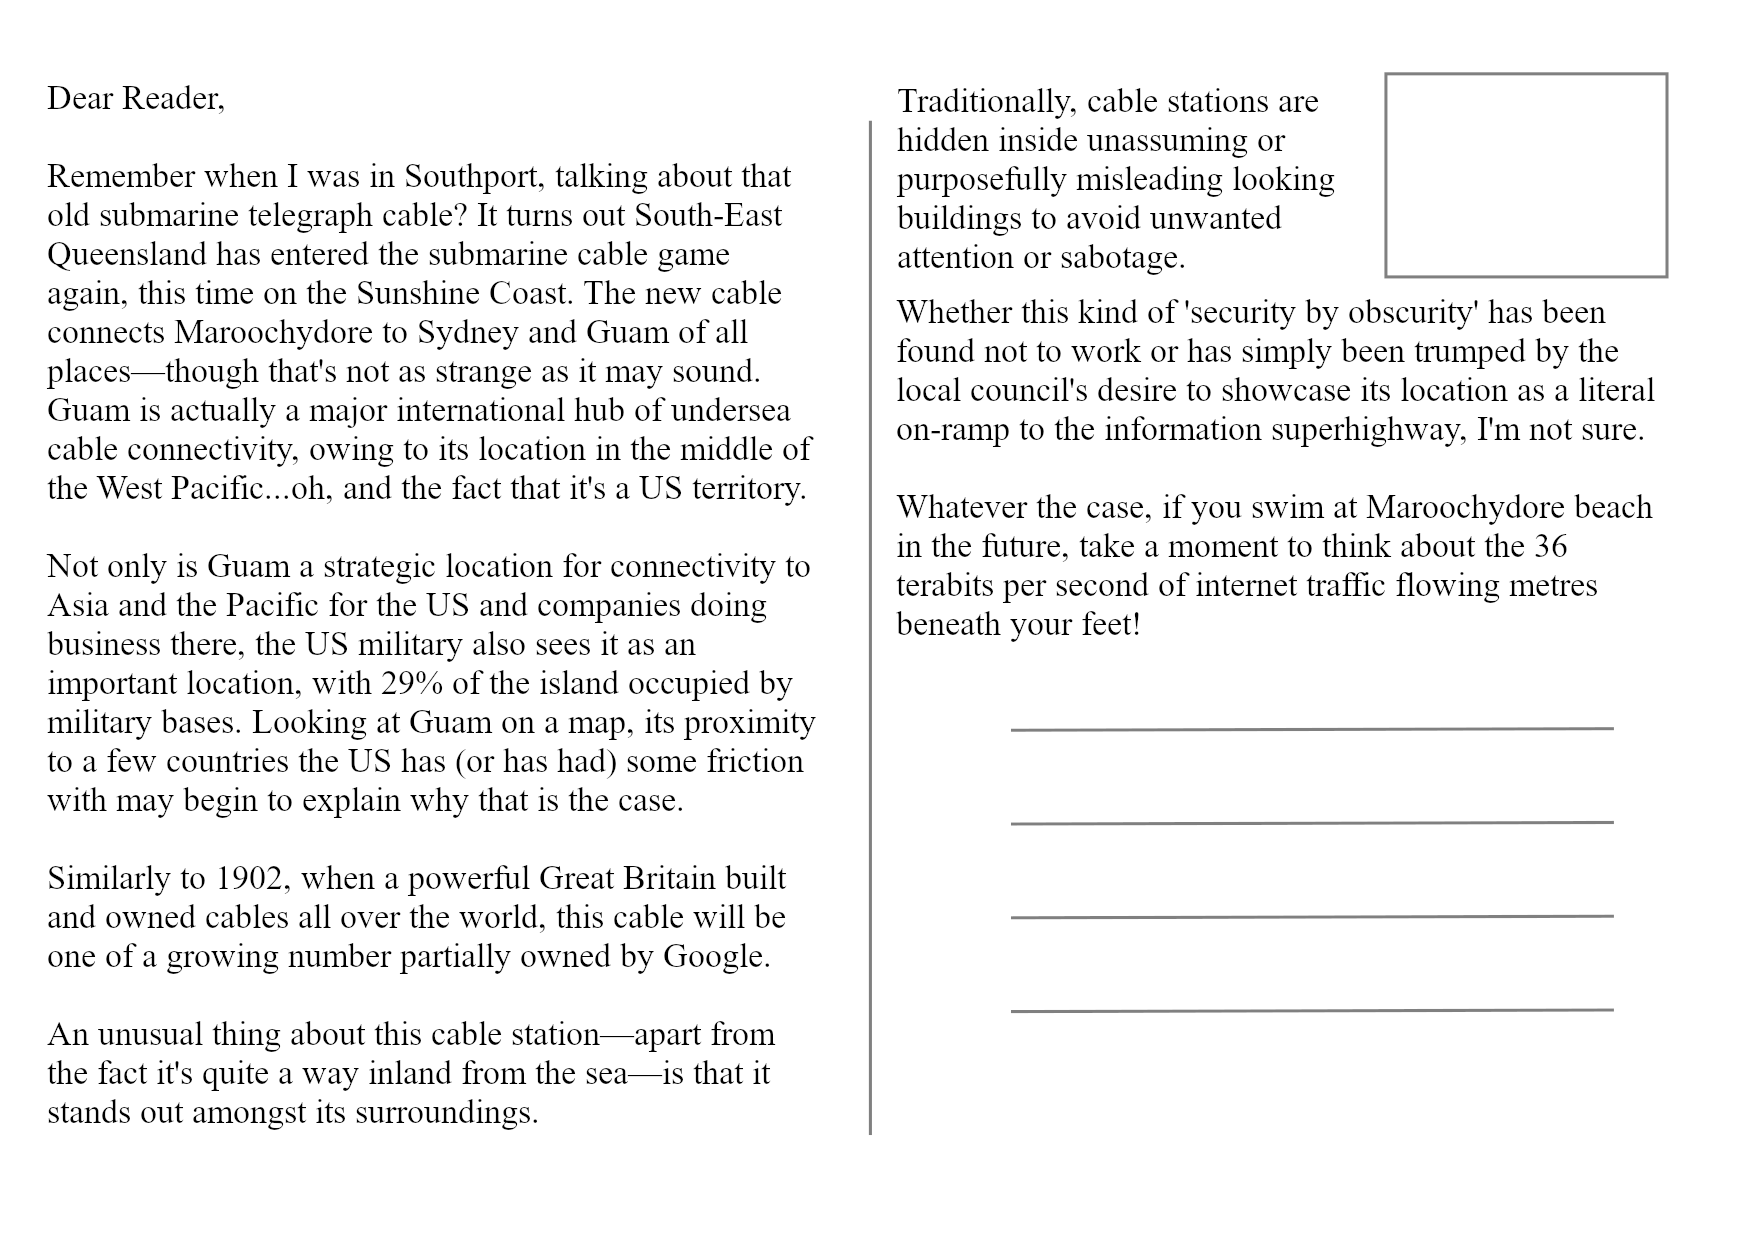 Dear Reader,
Remember when I was in Southport, talking about that
old submarine telegraph cable? It turns out South-East
Queensland has entered the submarine cable game
again, this time on the Sunshine Coast. The new cable
connects Maroochydore to Sydney and Guam of all
places—though that's not as strange as it may sound.
Guam is actually a major international hub of undersea
cable connectivity, owing to its location in the middle of
the West Pacific...oh, and the fact that it's a US territory.
Not only is Guam a strategic location for connectivity to
Asia and the Pacific for the US and companies doing
business there, the US military also sees it as an
important location, with 29% of the island occupied by
military bases. Looking at Guam on a map, its proximity
to a few countries the US has (or has had) some friction
with may begin to explain why that is the case.
Similarly to 1902, when a powerful Great Britain built
and owned cables all over the world, this cable will be
one of a growing number partially owned by Google.
An unusual thing about this cable station—apart from
the fact it's quite a way inland from the sea—is that it
stands out amongst its surroundings.
Traditionally, cable stations are
hidden inside unassuming or
purposefully misleading looking
buildings to avoid unwanted
attention or sabotage.
Whether this kind of 'security by obscurity' has been
found not to work or has simply been trumped by the
local council's desire to showcase its location as a literal
on-ramp to the information superhighway, I'm not sure.
Whatever the case, if you swim at Maroochydore beach
in the future, take a moment to think about the 36
terabits per second of internet traffic flowing metres
beneath your feet!